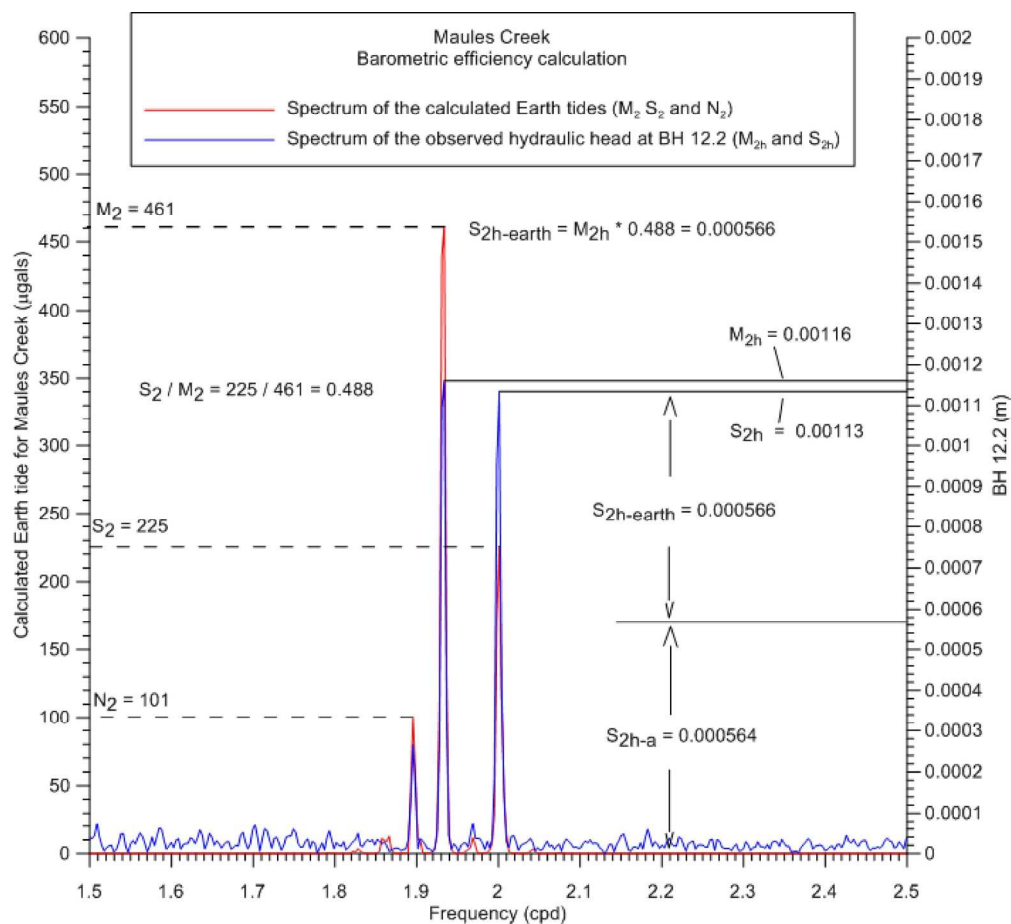 Maules Creek
Barometric efficiency calculation
Spectrum of the calculated Earth tides (M2 S2 and N2)
Spectrum of the observed hydraulic head at BH 12.2 (M2h and S2h)
Calculated Earth tide for Maules Creek (µgals)
600
550
500
450
400
350
300
250
200
150
100
50
0
M2 = 461
S2h-earth = M2h * 0.488 = 0.000566
M2h = 0.00116
S2 / M2 = 225 / 461 = 0.488
S2h = 0.00113
S2h-earth = 0.000566
S2 = 225
N2 = 101
S2h-a = 0.000564
0.002
0.0019
0.0018
0.0017
0.0016
0.0015
0.0014
0.0013
0.0012
0.0011
0.001
0.0009
0.0008
0.0007
0.0006
0.0005
0.0004
0.0003
0.0002
0.0001
0
BH 12.2 (m)
1.5 1.6 1.7 1.8 1.9 2 2.1 2.2 2.3 2.4 2.5
Frequency (cpd)